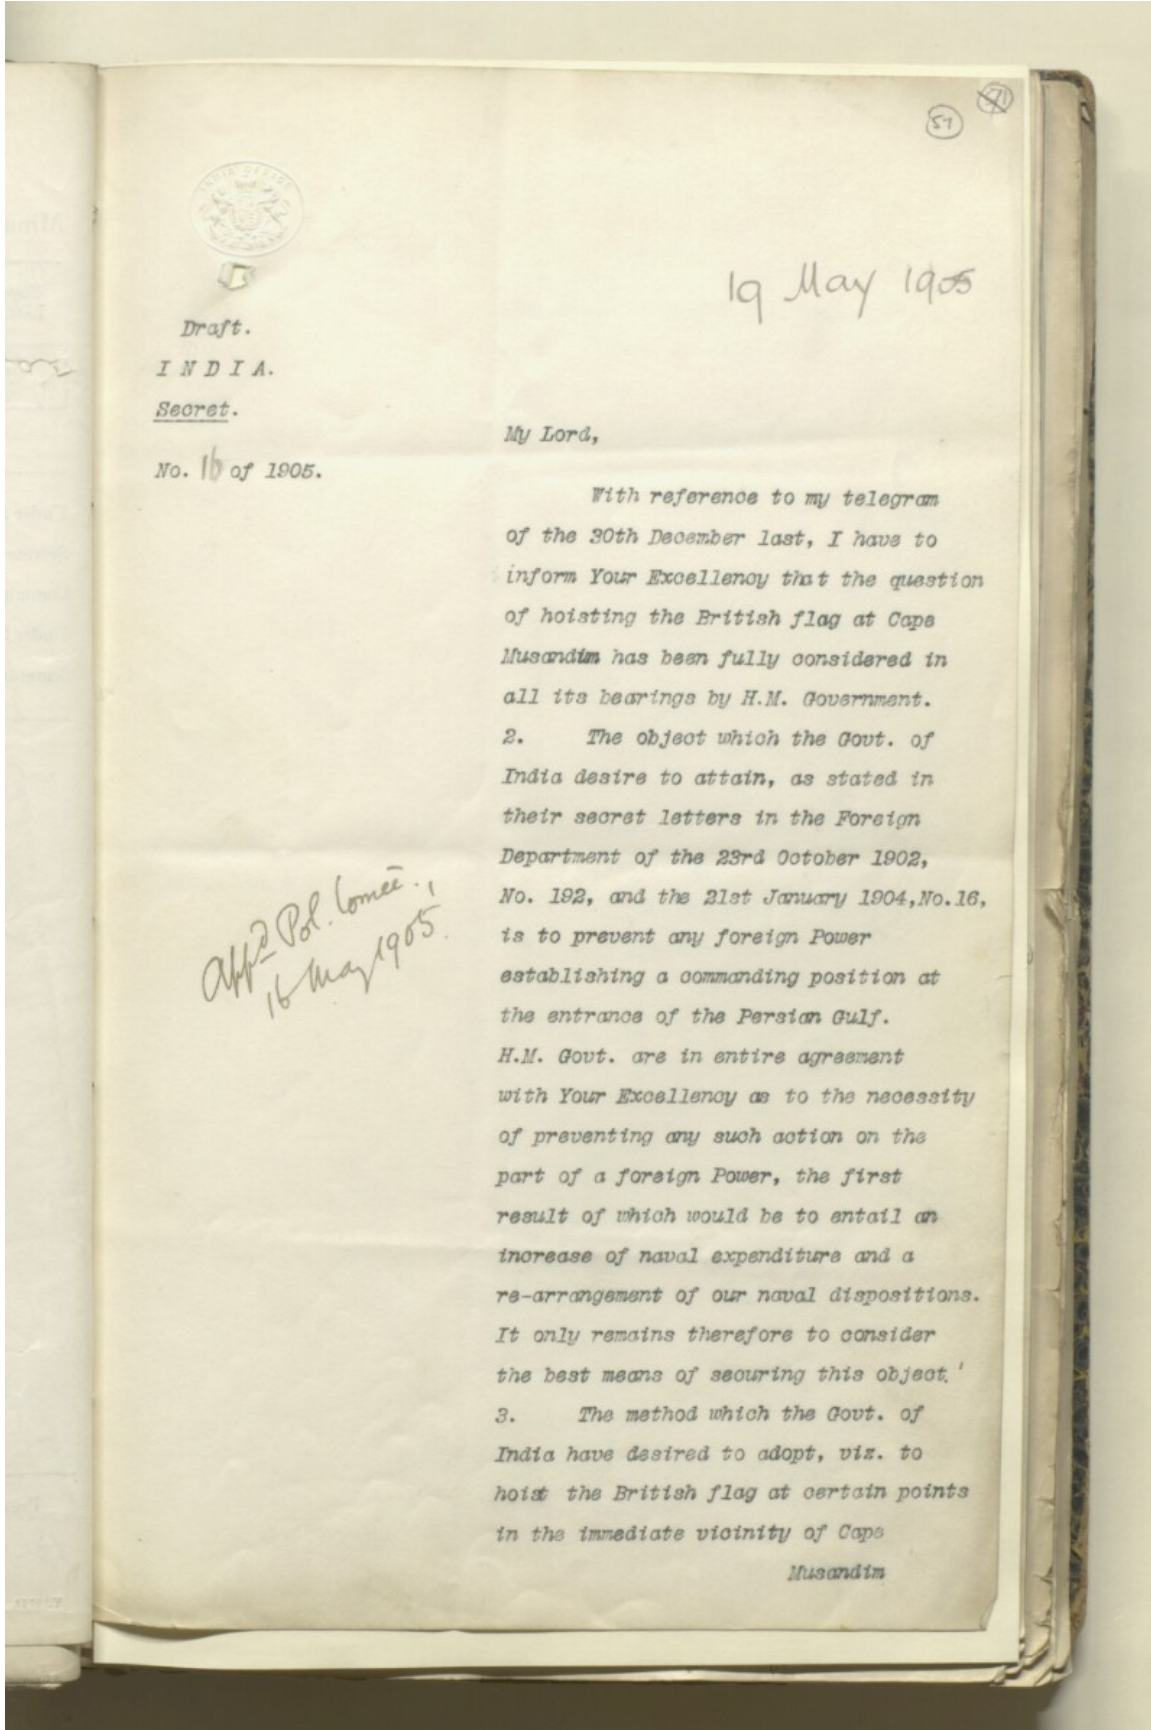 57
71
INDIA OFFICE
19 May 1905
Draft.
INDIA.
Secret.
No. 16 of 1905.
My Lord,
With reference to my telegram
of the 30th December last, I have to
inform Your Excellency that the question
of hoisting the British flag at Cape
Musandim has been fully considered in
all its bearings by H.M. Government.
2. The object which the Govt. of
India desire to attain, as stated in
their secret letters in the Foreign
Department of the 23rd October 1902,
No. 192, and the 21st January 1904,No.16,
is to prevent any foreign Power
establishing a commanding position at
the entrance of the Persian Gulf.
H.M. Govt. are in entire agreement
with Your Excellency as to the necessity
of preventing any such action on the
part of a foreign Power, the first
result of which would be to entail an
increase of naval expenditure and a
re-arrangement of our naval dispositions.
It only remains therefore to consider
the best means of securing this object.
3. The method which the Govt. of
India have desired to adopt, viz. to
hoist the British flag at certain points
in the immediate vicinity of Cape
Musandim
Appd Pol. Comee.,
16 May 1905.